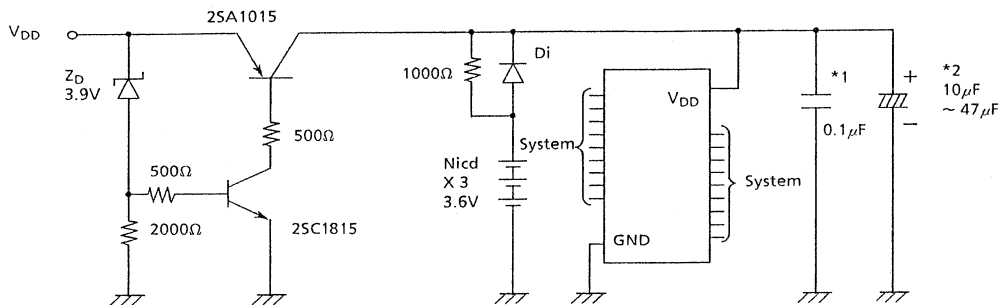 2SA1015
VDD
ZD
3.9V
500Ω
500Ω
2000Ω
2SC1815
1000Ω
Di
Nicd
X 3
3.6V
System
VDD
GND
System
*1
0.1μF
+
−
*2
10μF
~ 47μF